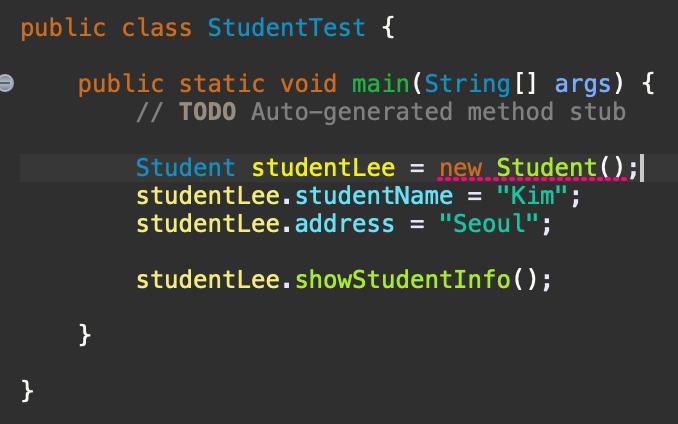 public class StudentTest {
public static void main(String[] args) {
// TODO Auto-generated method stub
Student studentLee = new Student();
studentLee.studentName = "Kim";
studentLee.address = "Seoul";
studentLee.showStudentInfo();
}
}